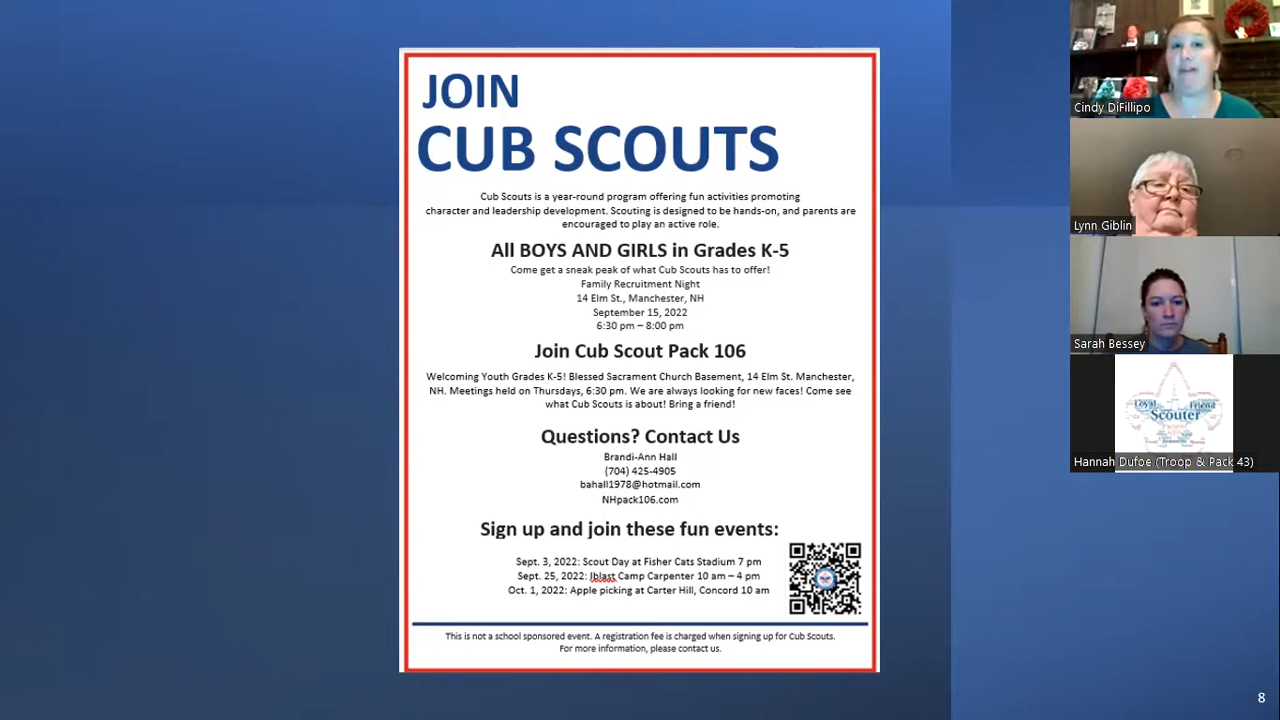 JOIN
CUB SCOUTS
Cub Scouts is a year-round program offering fun activities promoting
character and leadership development. Scouting is designed to be hands-on, and parents are
encouraged to play an active role.
All BOYS AND GIRLS in Grades K-5
Come get a sneak peak of what Cub Scouts has to offer!
Family Recruitment Night
14 Elm St., Manchester, NH
September 15, 2022
6:30 pm – 8:00 pm
Join Cub Scout Pack 106
Welcoming Youth Grades K-5! Blessed Sacrament Church Basement, 14 Elm St. Manchester,
NH. Meetings held on Thursdays, 6:30 pm. We are always looking for new faces! Come see
what Cub Scouts is about! Bring a friend!
Questions? Contact Us
Brandi-Ann Hall
(704) 425-4905
bahall1978@hotmail.com
NHpack106.com
Sign up and join these fun events:
Sept. 3, 2022: Scout Day at Fisher Cats Stadium 7 pm
Sept. 25, 2022: Iblast Camp Carpenter 10 am – 4 pm
Oct. 1, 2022: Apple picking at Carter Hill, Concord 10 am
This is not a school sponsored event. A registration fee is charged when signing up for Cub Scouts.
For more information, please contact us.
Cindy DiFillipo
Lynn Giblin
Sarah Bessey
Loyal
Friend
Scouter
Hannah Dufoe (Troop & Pack 43)
8